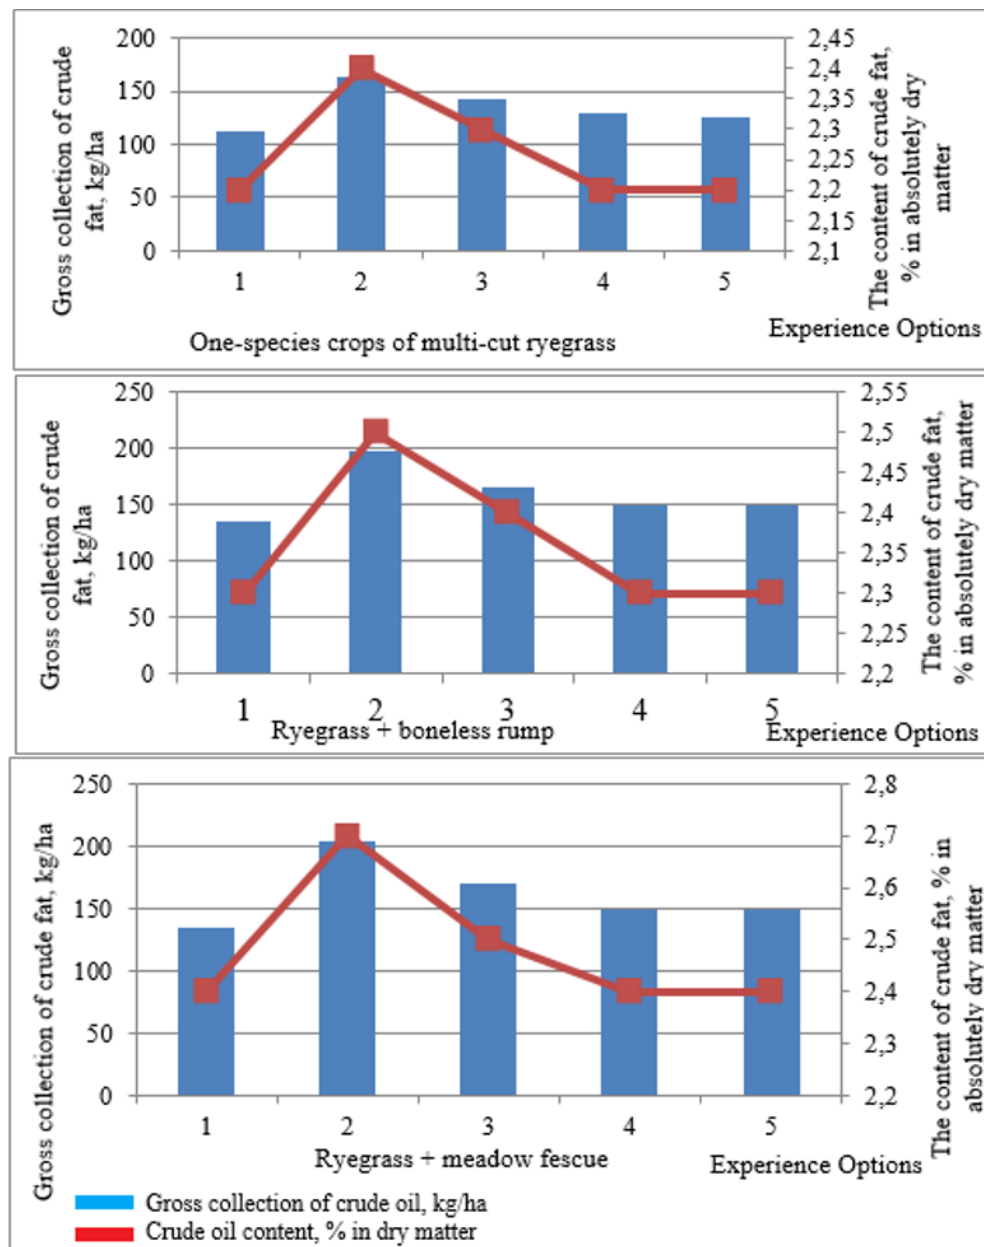 Gross collection of crude
fat, kg/ha
200
150
100
50
0
2,45
2,4
2,35
2,3
2,25
2,2
2,15
2,1
The content of crude fat,
% in absolutely dry
matter
1 2 3 4 5
One-species crops of multi-cut ryegrass
Experience Options
Gross collection of crude
fat, kg/ha
250
200
150
100
50
0
2,55
2,5
2,45
2,4
2,35
2,3
2,25
2,2
The content of crude fat,
% in absolutely dry matter
1 2 3 4 5
Ryegrass + boneless rump
Experience Options
Gross collection of crude fat, kg/ha
250
200
150
100
50
0
2,8
2,7
2,6
2,5
2,4
2,3
2,2
The content of crude fat, % in
absolutely dry matter
1 2 3 4 5
Ryegrass + meadow fescue
Experience Options
Gross collection of crude oil, kg/ha
Crude oil content, % in dry matter